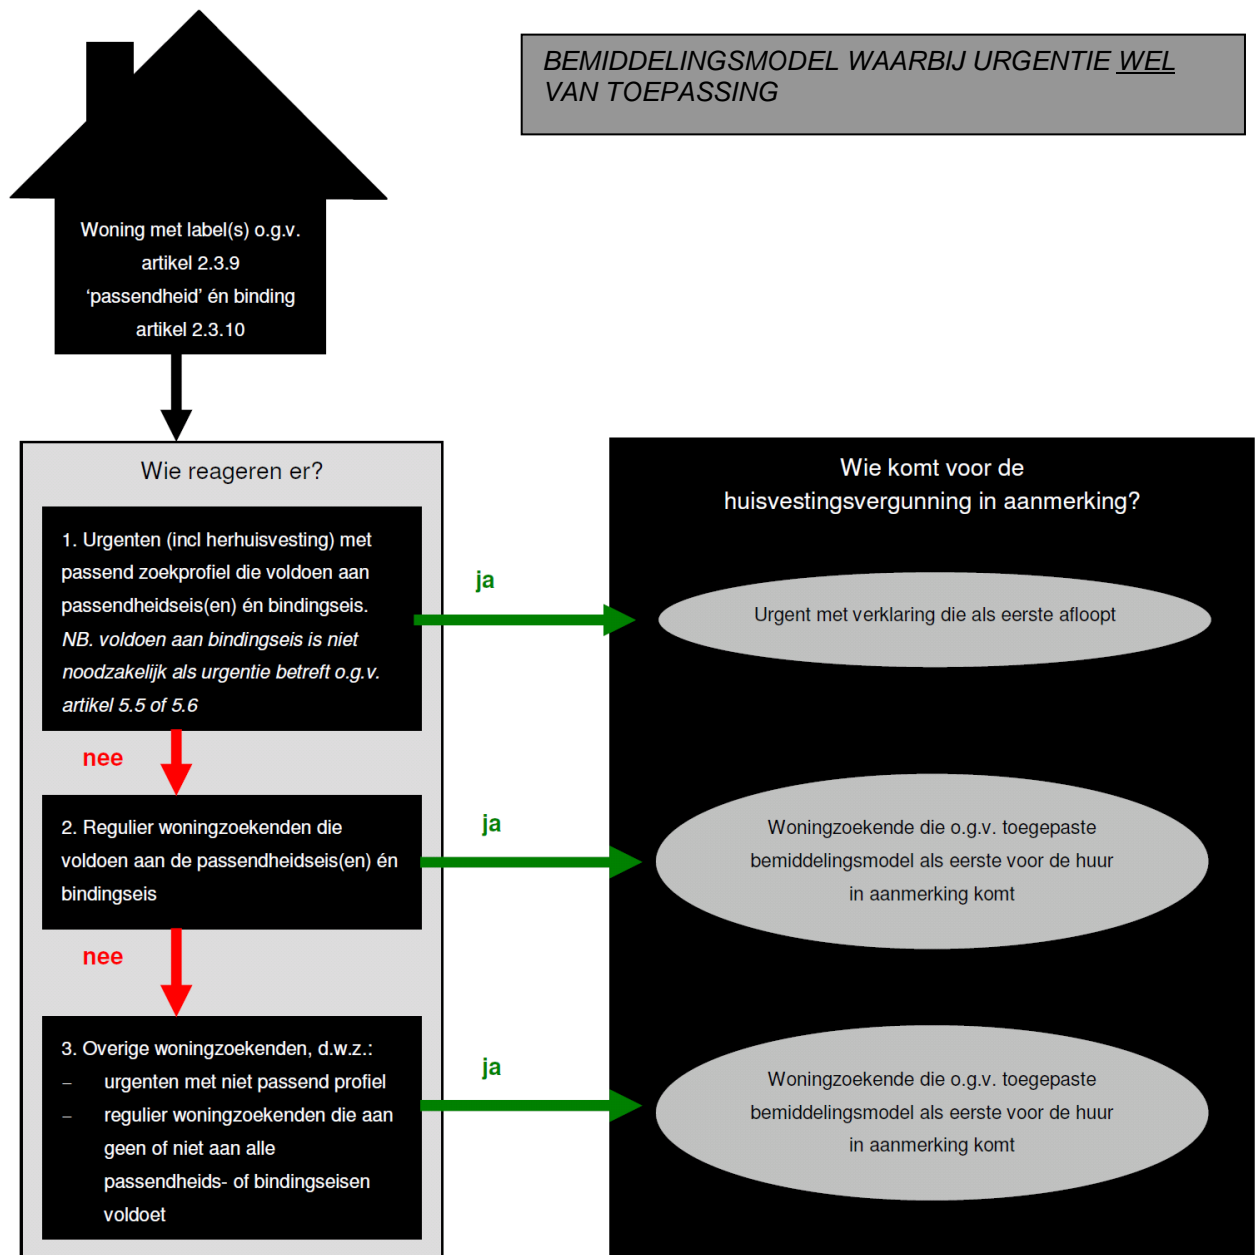 BEMIDDELINGSMODEL WAARBIJ URGENTIE WEL
VAN TOEPASSING
Woning met label(s) o.g.v.
artikel 2.3.9
‘passendheid’ én binding
artikel 2.3.10
Wie reageren er?
1. Urgenten (incl herhuisvesting) met
passend zoekprofiel die voldoen aan
passendheidseis(en) én bindingseis.
NB. voldoen aan bindingseis is niet
noodzakelijk als urgentie betreft o.g.v.
artikel 5.5 of 5.6
nee
2. Regulier woningzoekenden die
voldoen aan de passendheidseis(en) én
bindingseis
nee
3. Overige woningzoekenden, d.w.z.:
– urgenten met niet passend profiel
– regulier woningzoekenden die aan
geen of niet aan alle
passendheids- of bindingseisen
voldoet
ja
ja
ja
Wie komt voor de
huisvestingsvergunning in aanmerking?
Urgent met verklaring die als eerste afloopt
Woningzoekende die o.g.v. toegepaste
bemiddelingsmodel als eerste voor de huur
in aanmerking komt
Woningzoekende die o.g.v. toegepaste
bemiddelingsmodel als eerste voor de huur
in aanmerking komt